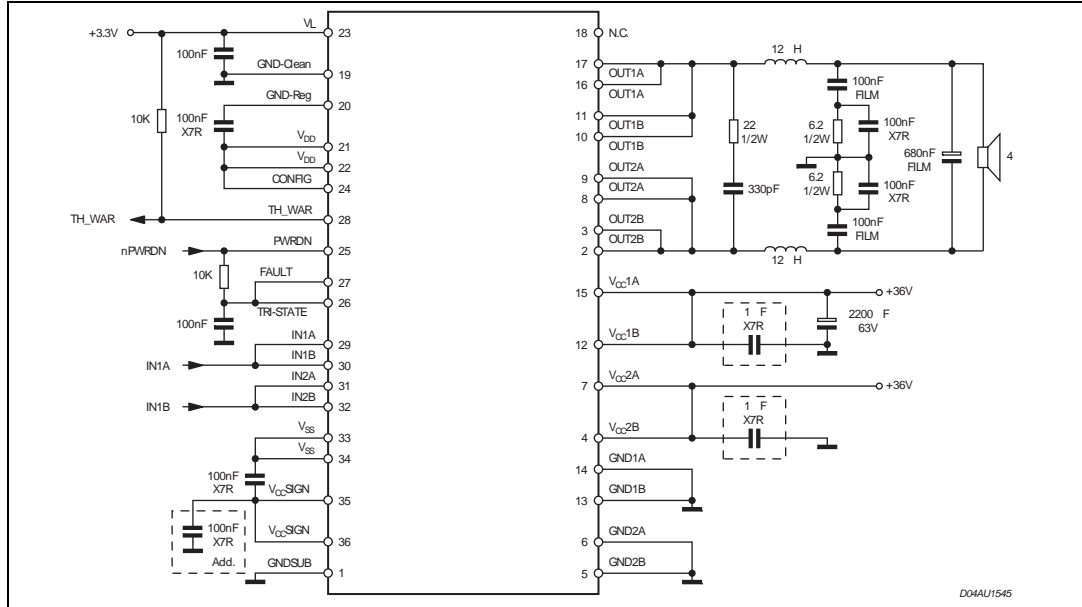 +3.3V
VL
23
100nF
GND-Clean
19
GND-Reg
20
10K
100nF
X7R
VDD
21
VDD
22
CONFIG
24
TH_WAR
TH_WAR
28
nPWRDN
PWRDN
25
10K
FAULT
27
TRI-STATE
26
100nF
IN1A
29
IN1A
IN1B
30
IN2A
31
IN1B
IN2B
32
VSS
33
VSS
34
100nF
X7R
VCCSIGN
35
100nF
X7R
Add.
VCCSIGN
36
GNDSUB
1
18
N.C.
17
OUT1A
16
OUT1A
11
OUT1B
10
OUT1B
9
OUT2A
8
OUT2A
3
OUT2B
2
OUT2B
12 H
22
1/2W
330pF
100nF
FILM
6.2
1/2W
100nF
X7R
6.2
1/2W
100nF
X7R
100nF
FILM
680nF
FILM
4
12 H
15
VCC1A
+36V
1 F
X7R
2200 F
63V
12
VCC1B
7
VCC2A
+36V
1 F
X7R
4
VCC2B
14
GND1A
13
GND1B
6
GND2A
5
GND2B
D04AU1545